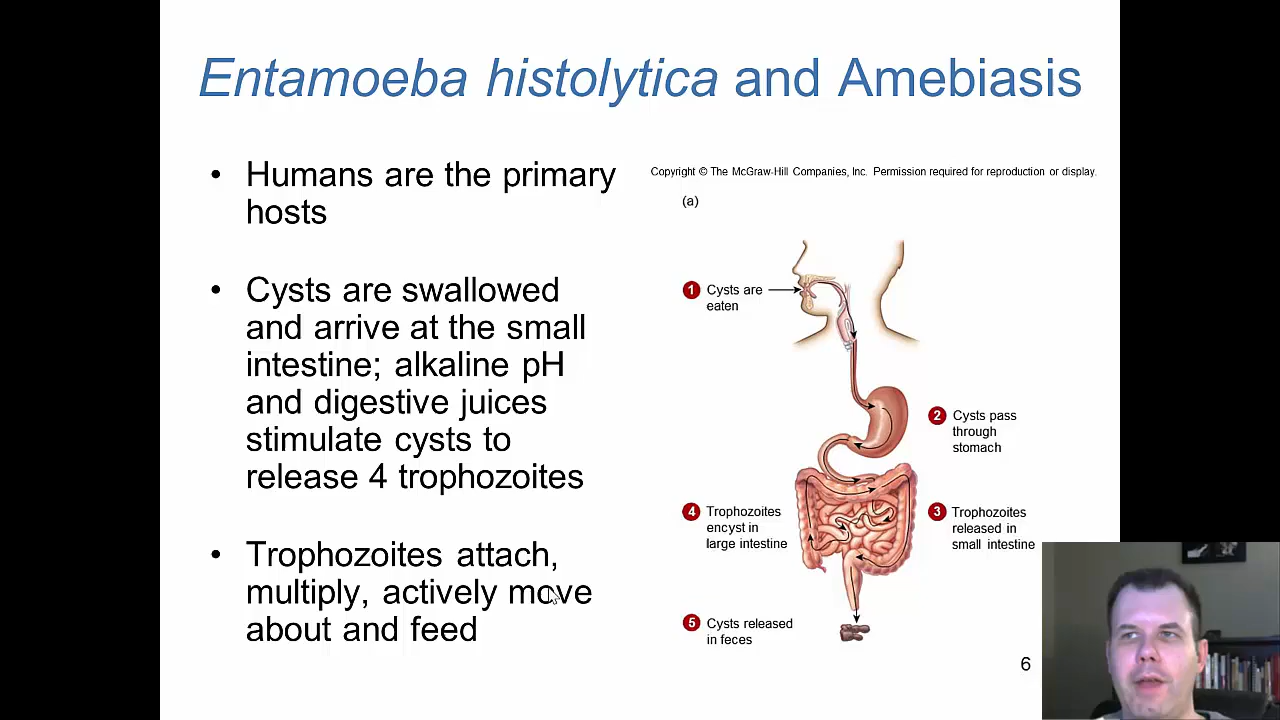 Entamoeba histolytica and Amebiasis
• Humans are the primary
hosts
• Cysts are swallowed
and arrive at the small
intestine; alkaline pH
and digestive juices
stimulate cysts to
release 4 trophozoites
• Trophozoites attach,
multiply, actively move
about and feed
Copyright © The McGraw-Hill Companies, Inc. Permission required for reproduction or display.
(a)
1 Cysts are
eaten
2 Cysts pass
through
stomach
3 Trophozoites
released in
small intestine
4 Trophozoites
encyst in
large intestine
5 Cysts released
in feces
6